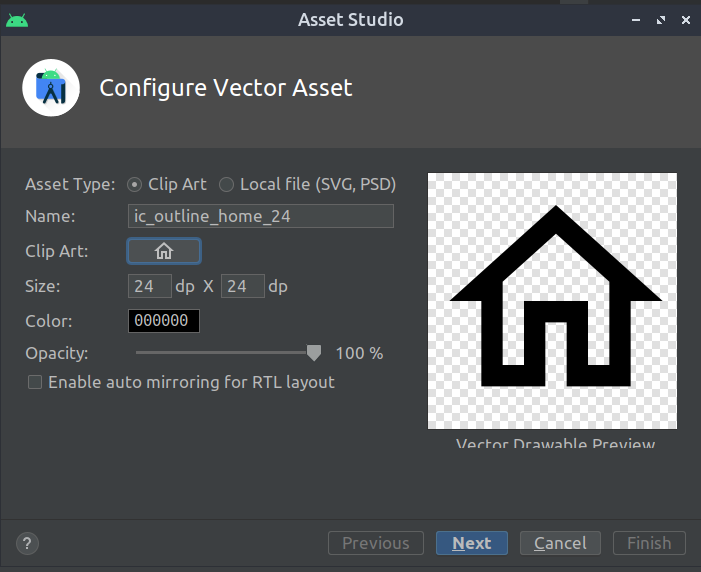 Asset Studio
Configure Vector Asset
Asset Type: Clip Art Local file (SVG, PSD)
Name: ic_outline_home_24
Clip Art:
Size: 24 dp X 24 dp
Color: 000000
Opacity: 100 %
Enable auto mirroring for RTL layout
Vector Drawable Preview
? Previous Next Cancel Finish